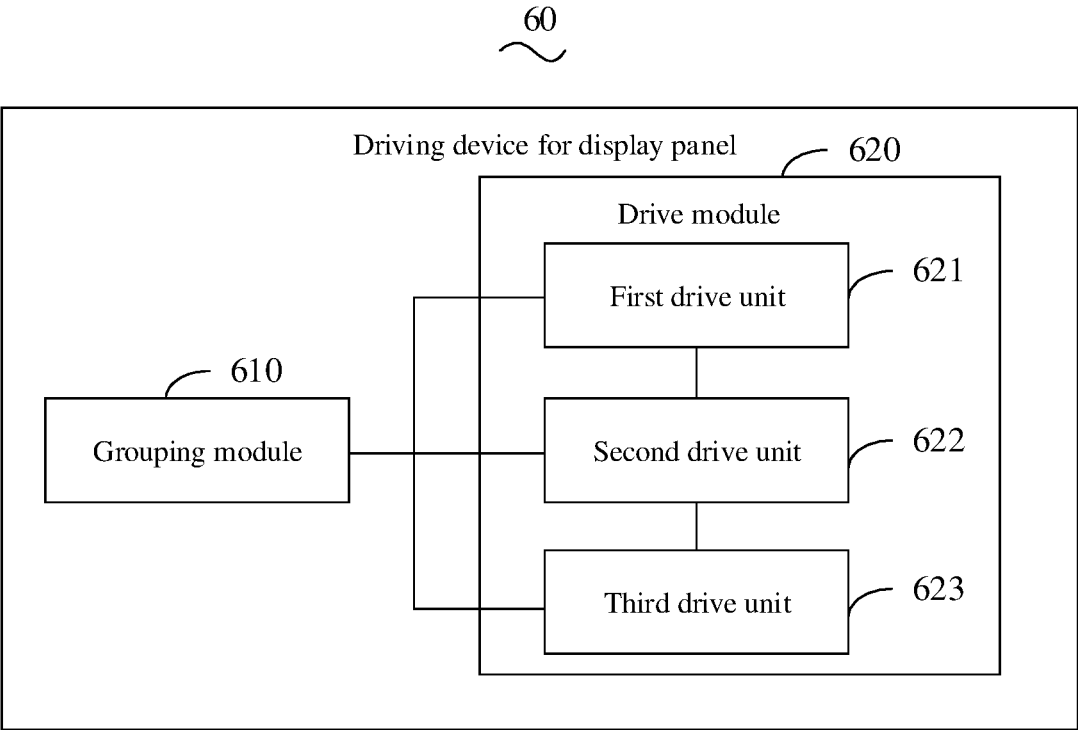 60
Driving device for display panel
620
Drive module
First drive unit
621
610
Grouping module
Second drive unit
622
Third drive unit
623